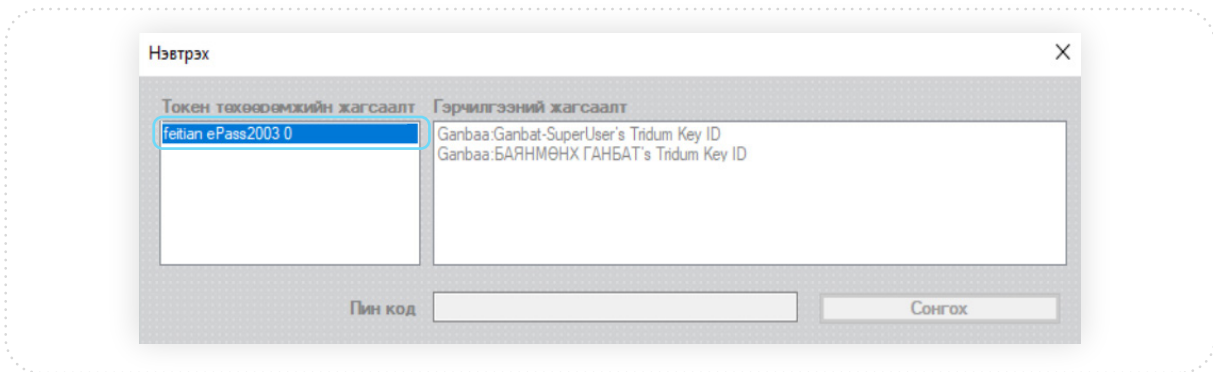 Нэвтрэх
Токен төхөөрөмжийн жагсаалт
Гэрчилгээний жагсаалт
feitian ePass2003 0
Ganbaa:Ganbat-SuperUser's Tridum Key ID
Ganbaa:БАЯНМӨНХ ГАНБАТ's Tridum Key ID
Пин код
Сонгох